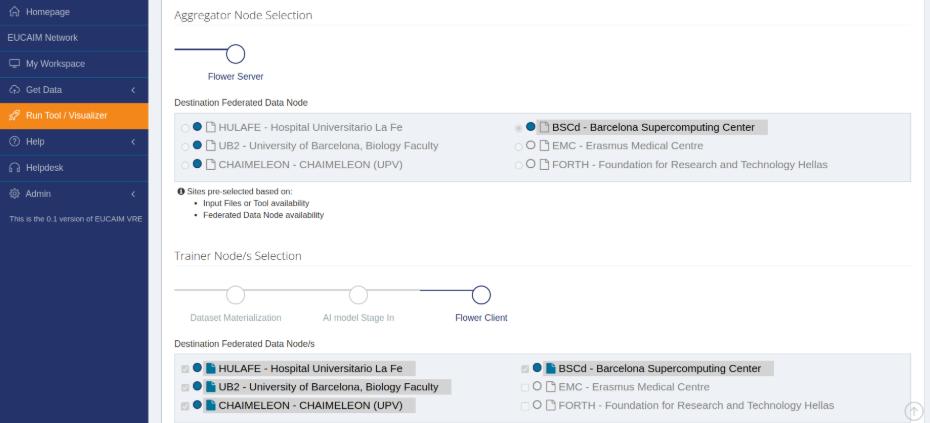 Homepage
EUCAIM Network
My Workspace
Get Data
Run Tool / Visualizer
Help
Helpdesk
Admin
This is the 0.1 version of EUCAIM VRE
Aggregator Node Selection
Flower Server
Destination Federated Data Node
HULAFE - Hospital Universitario La Fe
BSCd - Barcelona Supercomputing Center
UB2 - University of Barcelona, Biology Faculty
EMC - Erasmus Medical Centre
CHAIMELEON - CHAIMELEON (UPV)
FORTH - Foundation for Research and Technology Hellas
Sites pre-selected based on:
• Input Files or Tool availability
• Federated Data Node availability
Trainer Node/s Selection
Dataset Materialization
AI model Stage In
Flower Client
Destination Federated Data Node/s
HULAFE - Hospital Universitario La Fe
BSCd - Barcelona Supercomputing Center
UB2 - University of Barcelona, Biology Faculty
EMC - Erasmus Medical Centre
CHAIMELEON - CHAIMELEON (UPV)
FORTH - Foundation for Research and Technology Hellas